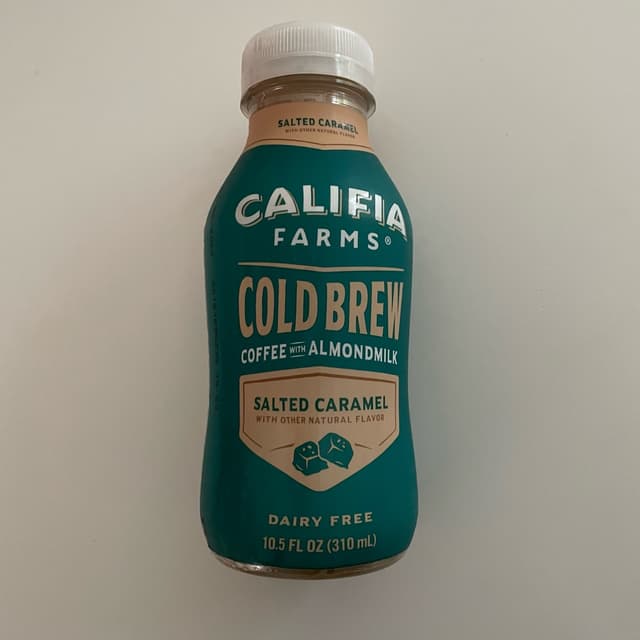 SALTED CARAMEL
WITH OTHER NATURAL FLAVOR
CALIFIA
FARMS®
COLD BREW
COFFEE WITH ALMONDMILK
SALTED CARAMEL
WITH OTHER NATURAL FLAVOR
DAIRY FREE
10.5 FL OZ (310 mL)